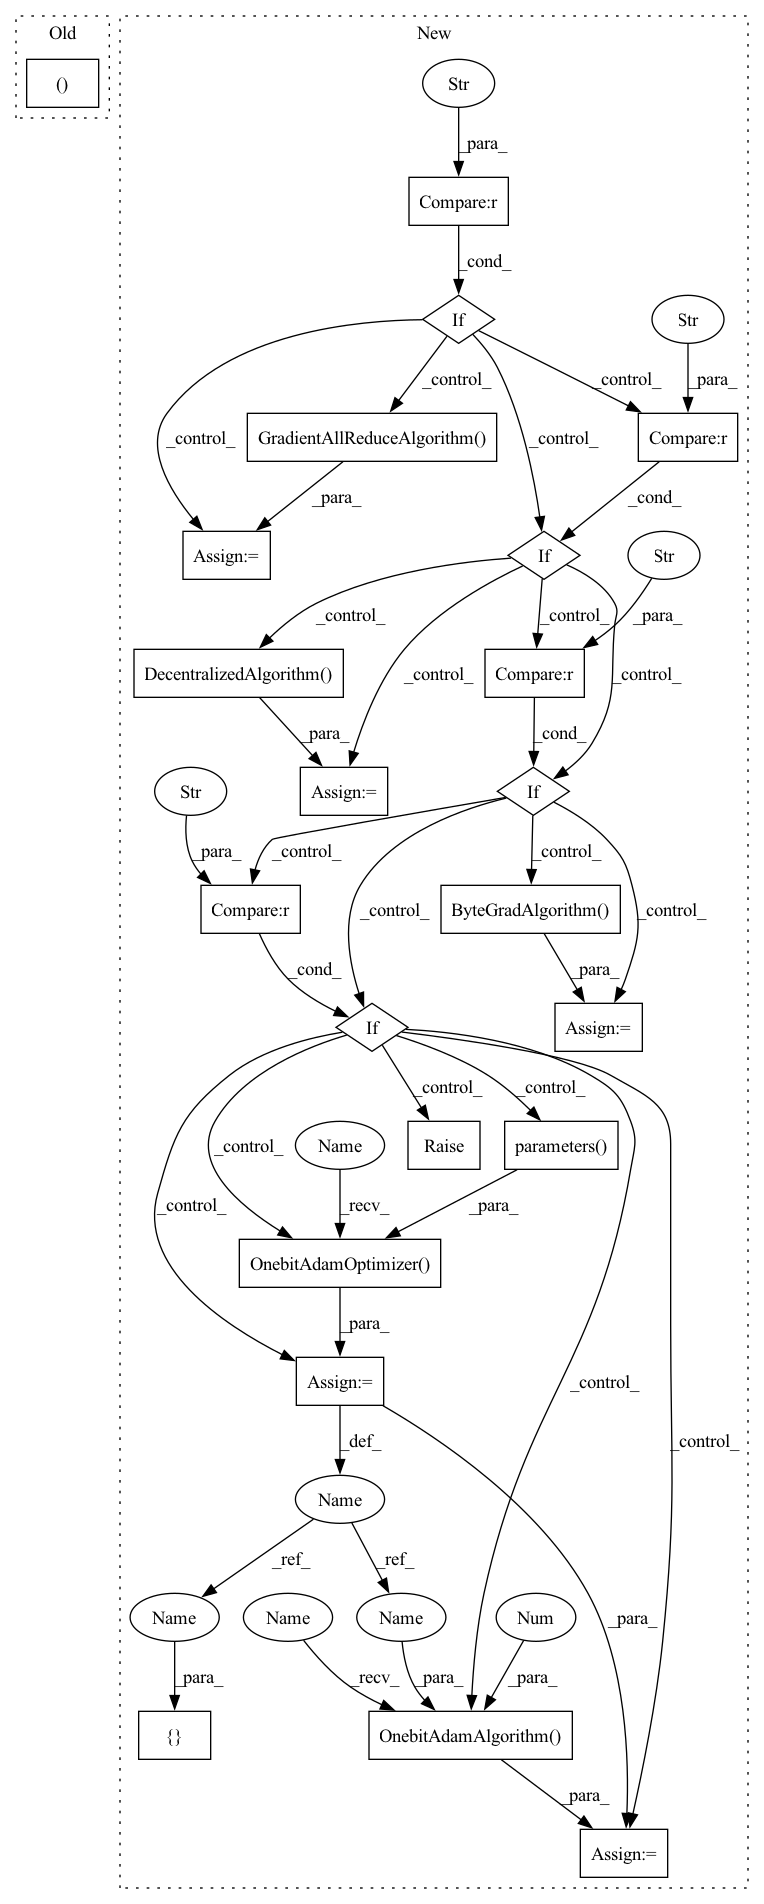 Old
New
()
Str
_para_
Compare:r
_cond_
If
Str
_control_
_control_
_para_
_control_
_control_
GradientAllReduceAlgorithm()
Compare:r
_para_
_cond_
Assign:=
If
Str
_control_
_control_
_para_
_control_
_control_
DecentralizedAlgorithm()
Compare:r
_para_
_cond_
Assign:=
Str
If
_para_
_control_
_control_
_control_
_control_
Compare:r
ByteGradAlgorithm()
_cond_
_para_
If
Assign:=
_control_
_control_
_control_
_control_
Name
Raise
parameters()
_control_
_recv_
_para_
OnebitAdamOptimizer()
_para_
Assign:=
_control_
_def_
_control_
Name
_ref_
_ref_
Name
Name
Name
Num
_para_
_para_
_recv_
_para_
_para_
{}
OnebitAdamAlgorithm()
_para_
Assign:=